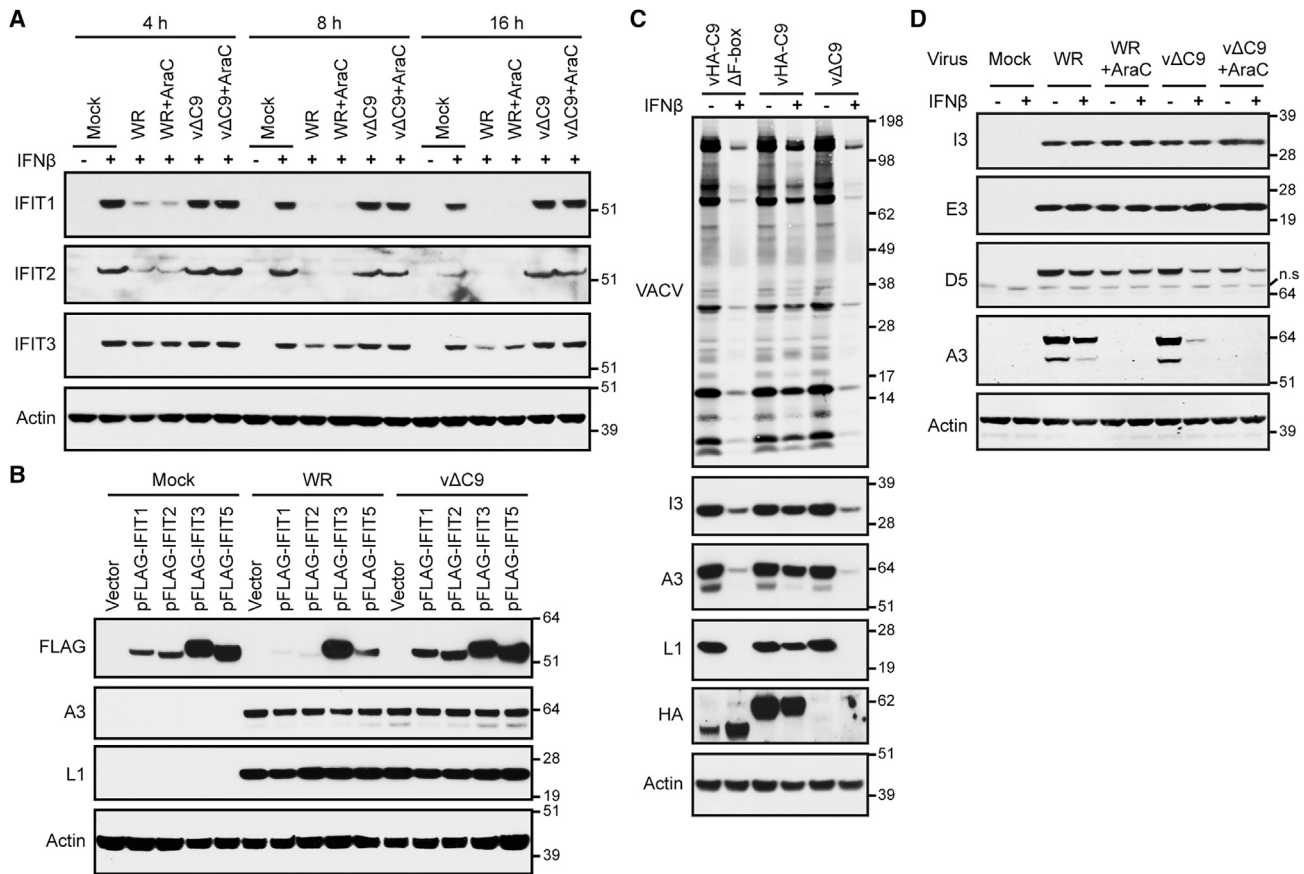 A
4 h 8 h 16 h
Mock WR WR+AraC vΔC9 vΔC9+AraC Mock WR WR+AraC vΔC9 vΔC9+AraC Mock WR WR+AraC vΔC9 vΔC9+AraC
IFNβ - + + + + + - + + + + + - + + + + +
IFIT1 51
IFIT2 51
IFIT3 51
Actin 51
39
B
Mock WR vΔC9
Vector pFLAG-IFIT1 pFLAG-IFIT2 pFLAG-IFIT3 pFLAG-IFIT5 Vector pFLAG-IFIT1 pFLAG-IFIT2 pFLAG-IFIT3 pFLAG-IFIT5 Vector pFLAG-IFIT1 pFLAG-IFIT2 pFLAG-IFIT3 pFLAG-IFIT5
64
FLAG
51
A3 64
28
L1
19
51
Actin
39
C
vHA-C9 ΔF-box vHA-C9 vΔC9
IFNβ - + - + - +
198
98
62
49
VACV 38
28
17
14
39
I3
28
A3 64
51
28
L1
19
62
HA
51
Actin
39
D
Virus Mock WR WR +AraC vΔC9 vΔC9 +AraC
IFNβ - + - + - + - + - +
39
I3
28
28
E3
19
D5 n.s
64
A3 64
51
Actin 39